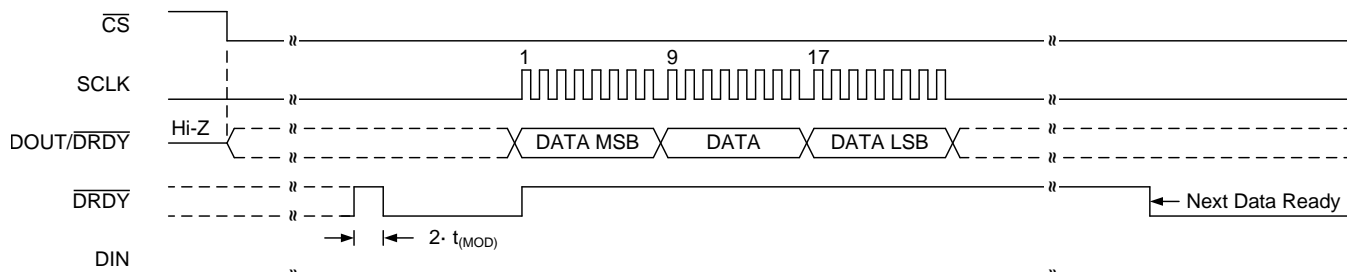 CS
1 9 17
SCLK
Hi-Z
DOUT/DRDY DATA MSB DATA DATA LSB
DRDY Next Data Ready
2· t(MOD)
DIN